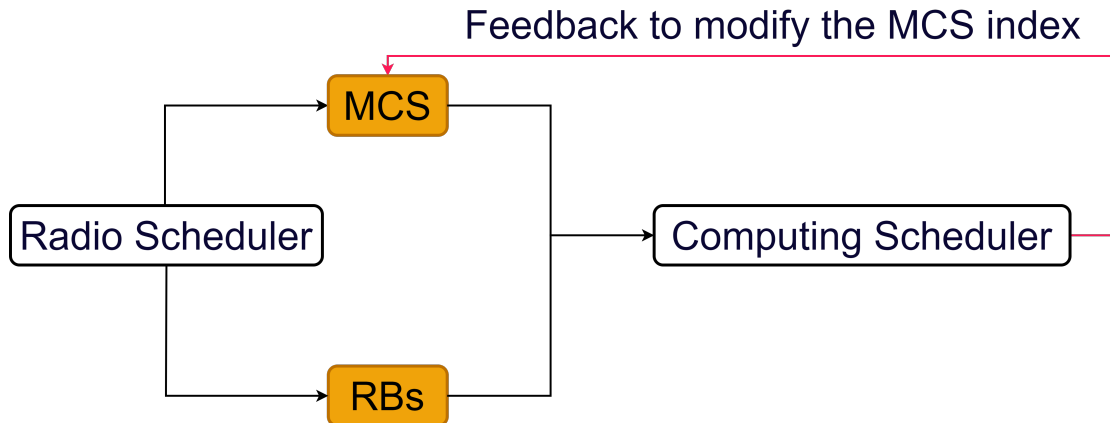 Feedback to modify the MCS index
MCS
Radio Scheduler
Computing Scheduler
RBs